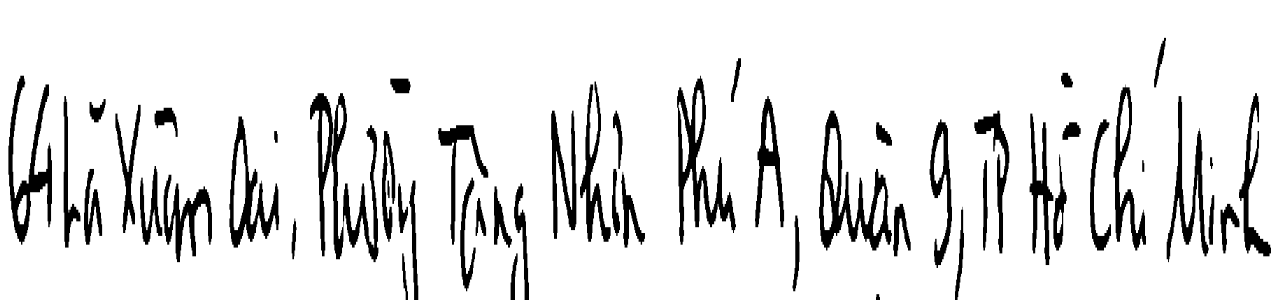 64 Lã Xuân Oai, Phường Tăng Nhơn Phú A, Quận 9, TP Hồ Chí Minh